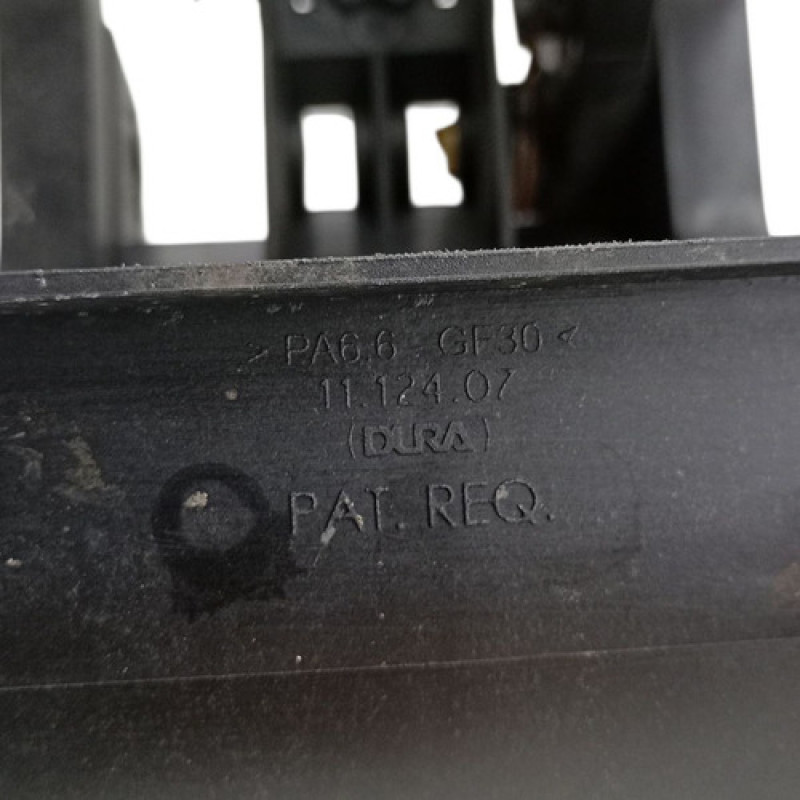 > PA6.6 GF30 <
11.124.07
(DURA)
PAT. REQ.